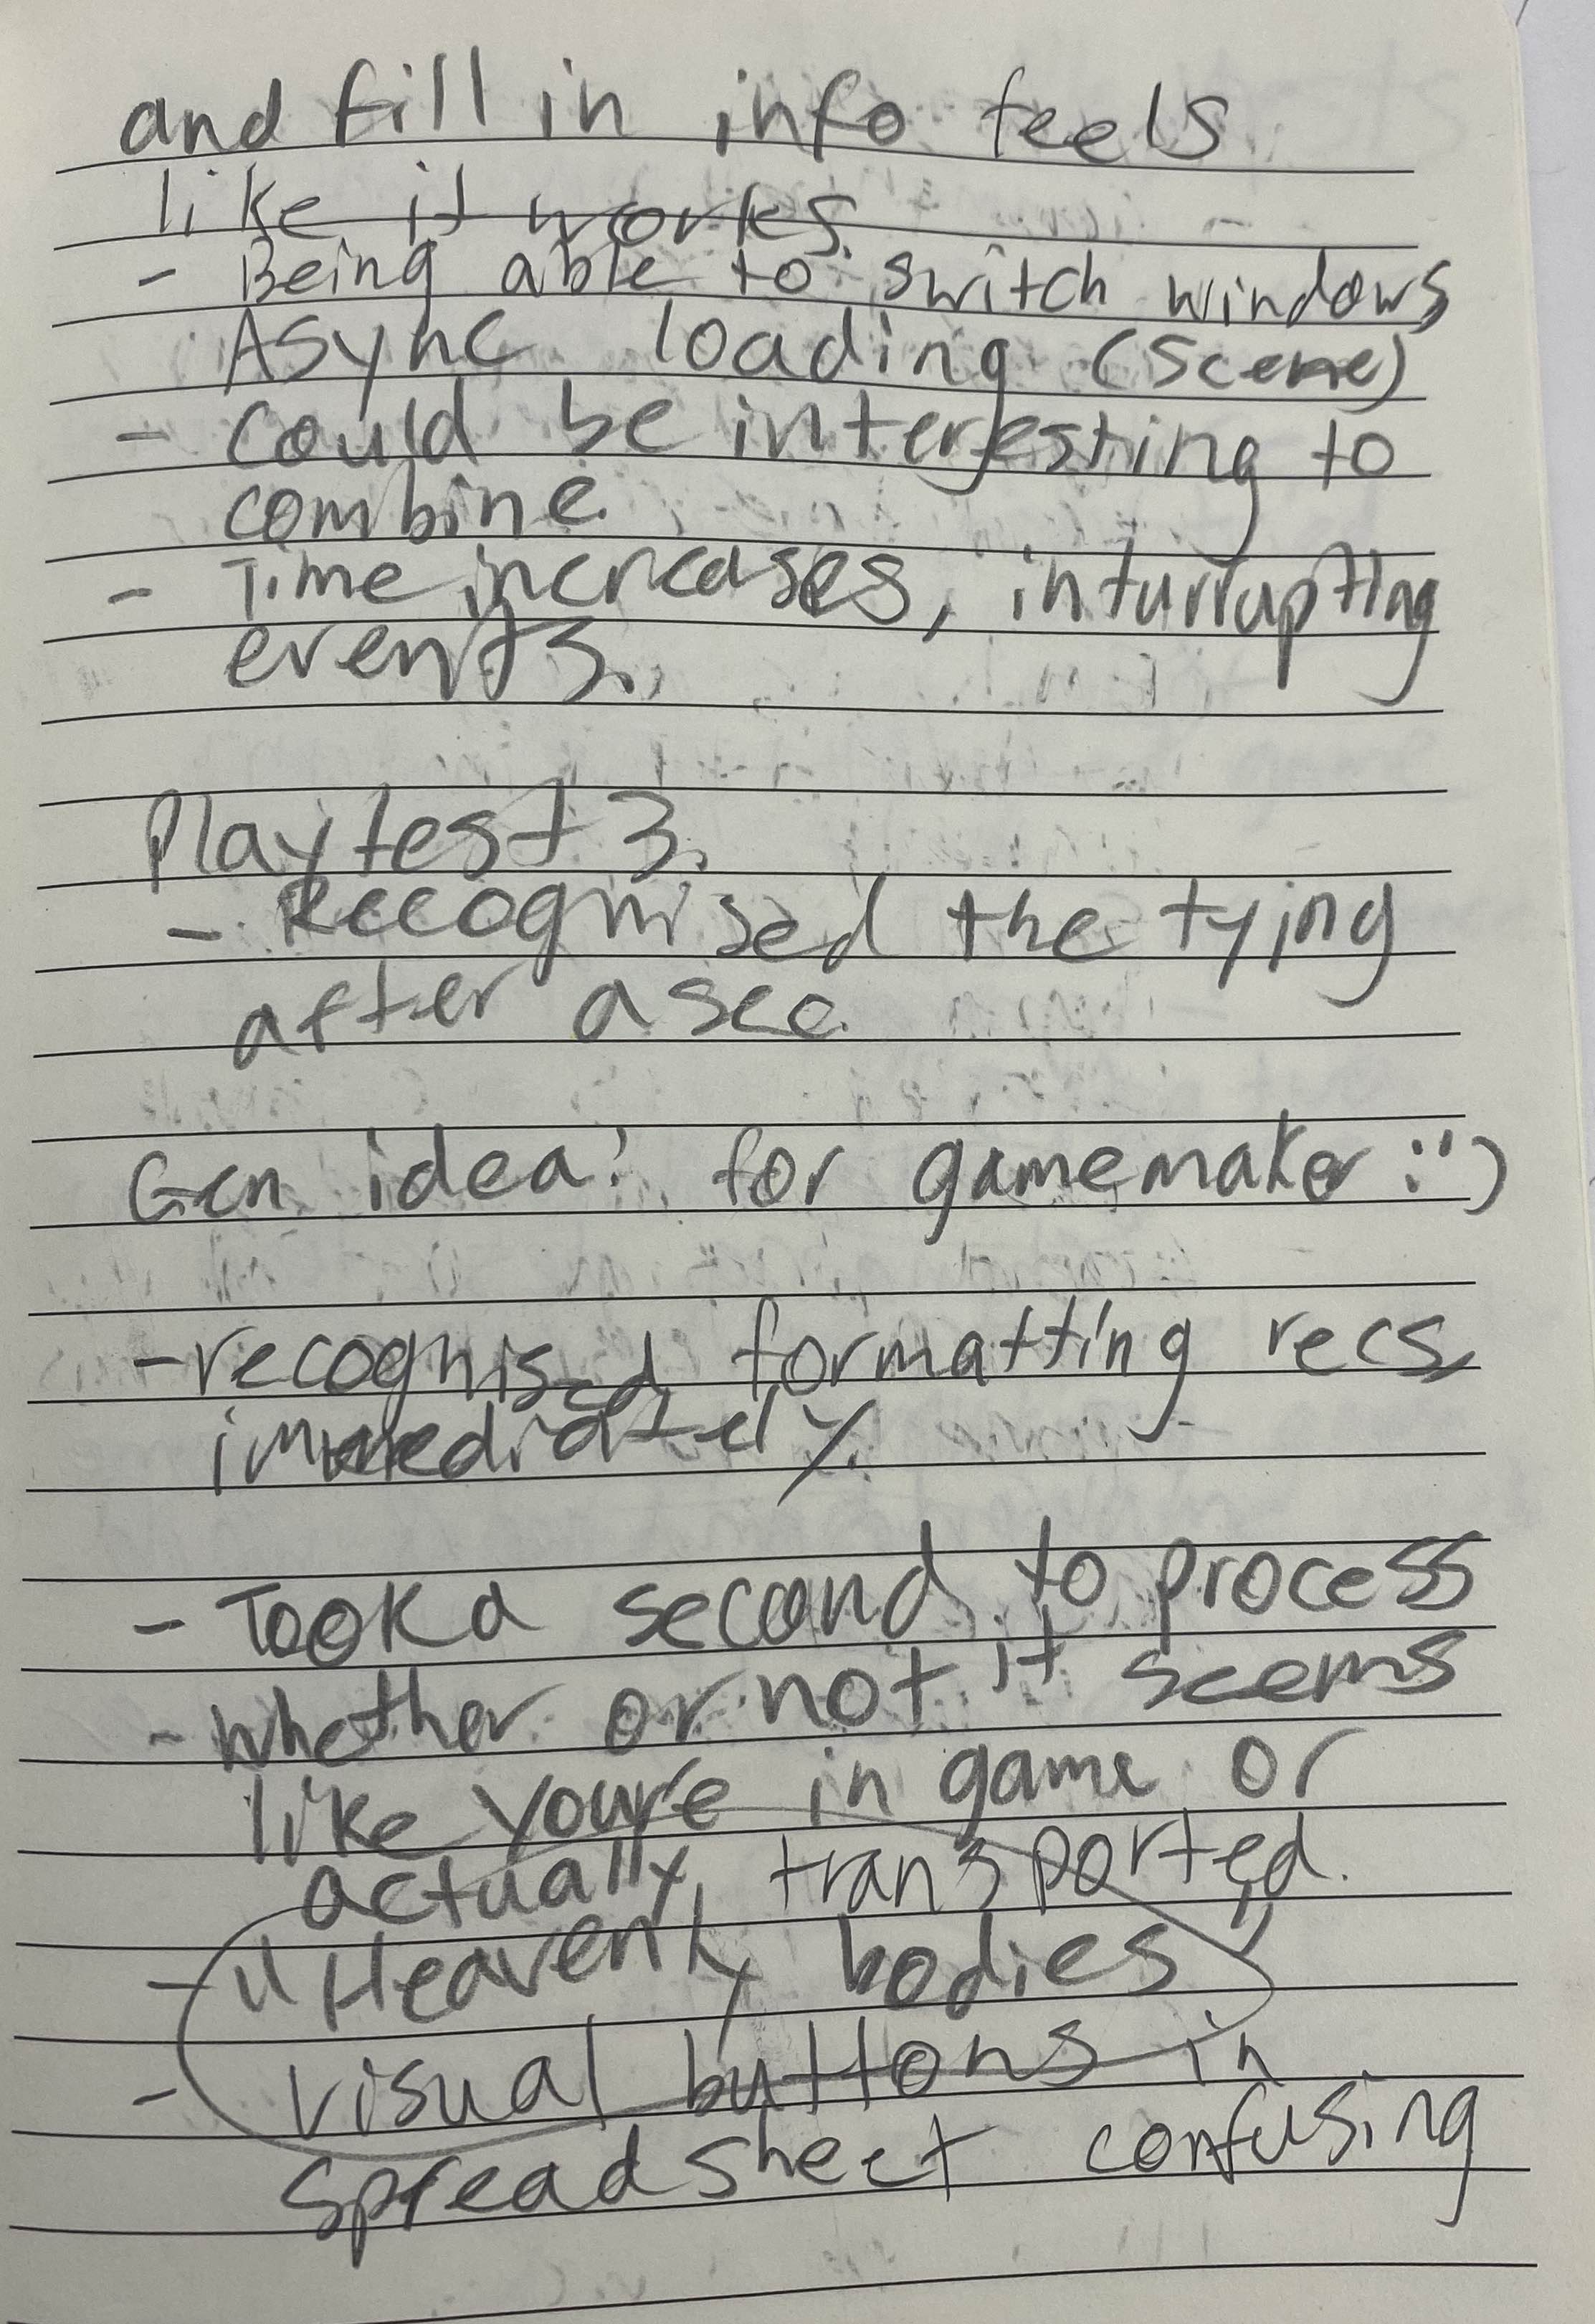 and fill in info feels
like it works.
- Being able to switch windows
Async loading (scene)
- could be interesting to
combine.
- Time increases, inturrupting
events.
Playtest 3.
- Recognised the tying
after a sec.
Gen idea: for gamemaker :'')
- recognised formatting recs,
immediately.
- Took a second to process
- whether or not it seems
like you're in game or
actually transported.
- "Heavenly bodies"
- visual buttons in
spreadsheet confusing